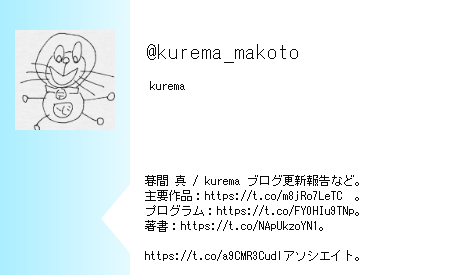 @kurema_makoto
kurema
暮間 真 / kurema ブログ更新報告など。
主要作品：https://t.co/m8jRo7LeTC 。
プログラム：https://t.co/FYOHIu9TNp。
著書：https://t.co/NApUkzoYN1。
https://t.co/a9CMR3CudIアソシエイト。